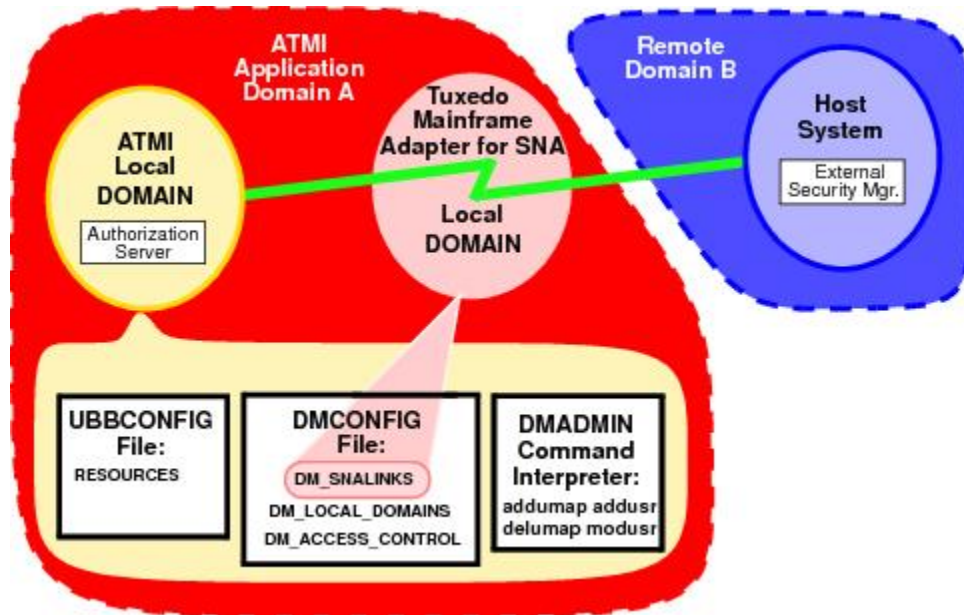 ATMI
Application
Domain A
Remote
Domain B
ATMI
Local
DOMAIN
Authorization
Server
Tuxedo
Mainframe
Adapter for SNA
Local
DOMAIN
Host
System
External
Security Mgr.
UBBCONFIG
File:
RESOURCES
DMCONFIG
File:
DM_SNALINKS
DM_LOCAL_DOMAINS
DM_ACCESS_CONTROL
DMADMIN
Command
Interpreter:
addumap addusr
delumap modusr